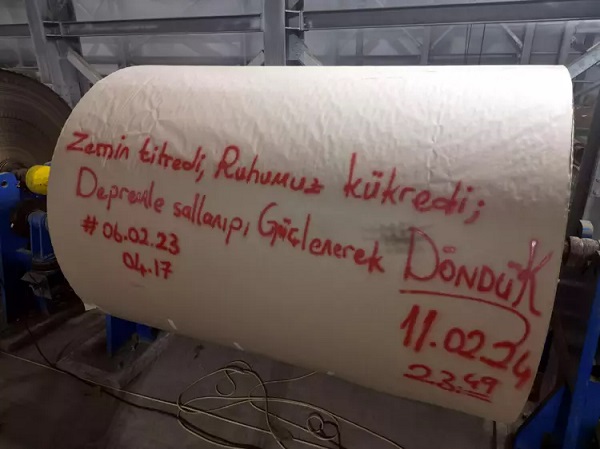 Zemin titredi, Ruhumuz kükredi;
Depremle sallanıp, Güçlenerek DÖNDÜK
#06.02.23
04.17
11.02.24
23.49